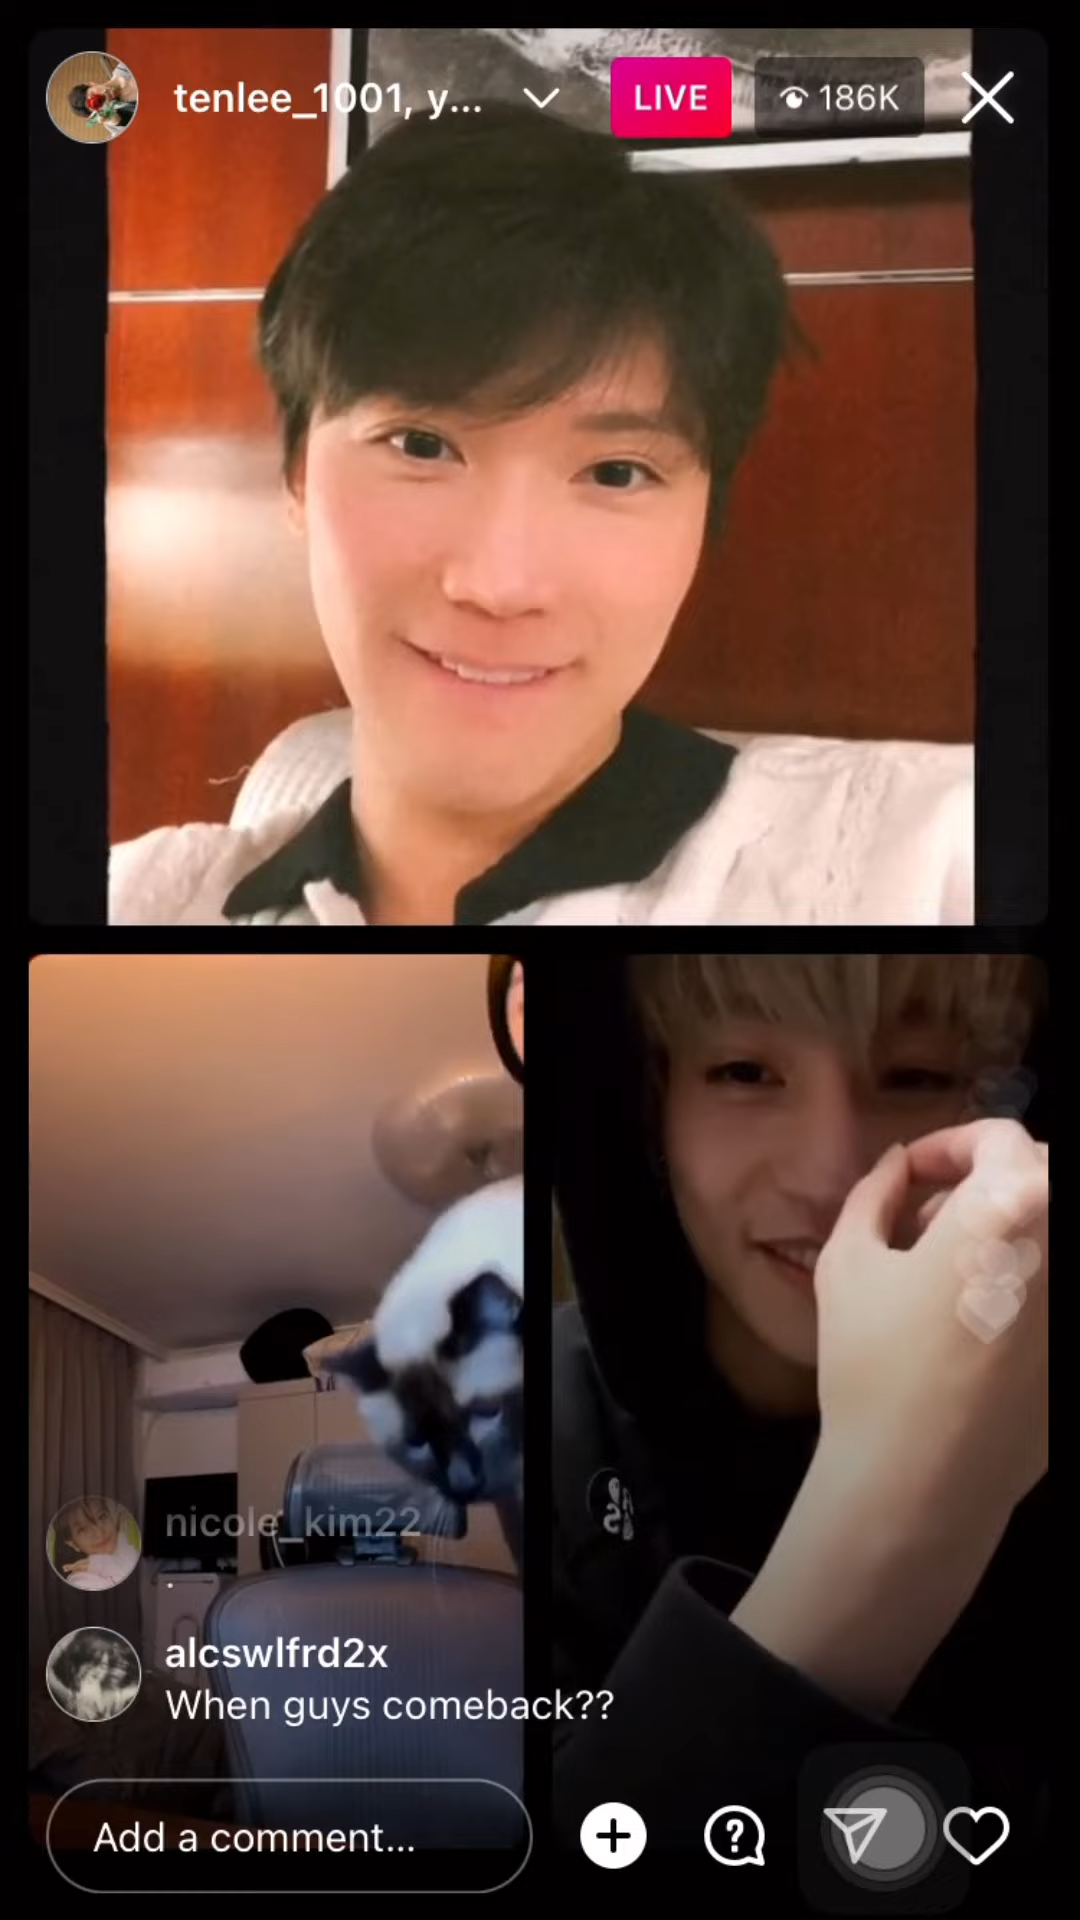 tenlee_1001, y...
LIVE
186K
nicole_kim22
.
alcswlfrd2x
When guys comeback??
Add a comment...